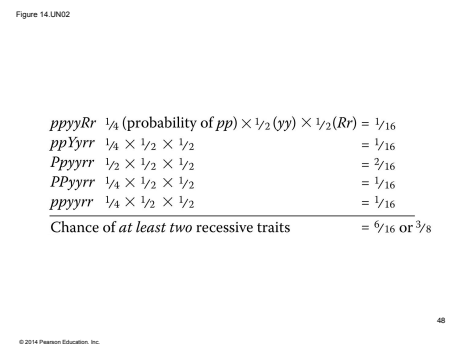 Figure 14.UN02
ppyyRr 1/4 (probability of pp) × 1/2 (yy) × 1/2 (Rr) = 1/16
ppYyrr 1/4 × 1/2 × 1/2 = 1/16
Ppyyrr 1/2 × 1/2 × 1/2 = 2/16
PPyyrr 1/4 × 1/2 × 1/2 = 1/16
ppyyrr 1/4 × 1/2 × 1/2 = 1/16
Chance of at least two recessive traits = 6/16 or 3/8
48
© 2014 Pearson Education, Inc.